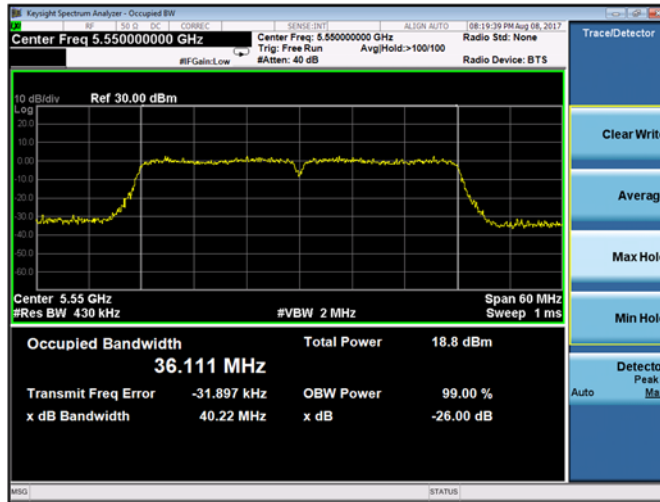 Keysight Spectrum Analyzer - Occupied BW
RF 50 Ω DC CORREC SENSE:INT ALIGN AUTO 08:19:39 PM Aug 08, 2017
Center Freq 5.550000000 GHz
Center Freq: 5.550000000 GHz
Radio Std: None
Trig: Free Run Avg|Hold:>100/100
#IFGain:Low
#Atten: 40 dB
Radio Device: BTS
Trace/Detector
10 dB/div Ref 30.00 dBm
Log
20.0
10.0
0.00
-10.0
-20.0
-30.0
-40.0
-50.0
-60.0
Center 5.55 GHz Span 60 MHz
#Res BW 430 kHz #VBW 2 MHz Sweep 1 ms
Occupied Bandwidth Total Power 18.8 dBm
36.111 MHz
Transmit Freq Error -31.897 kHz OBW Power 99.00 %
x dB Bandwidth 40.22 MHz x dB -26.00 dB
Clear Writ
Averag
Max Hol
Min Hol
Detecto
Peak
Auto Ma
MSG STATUS